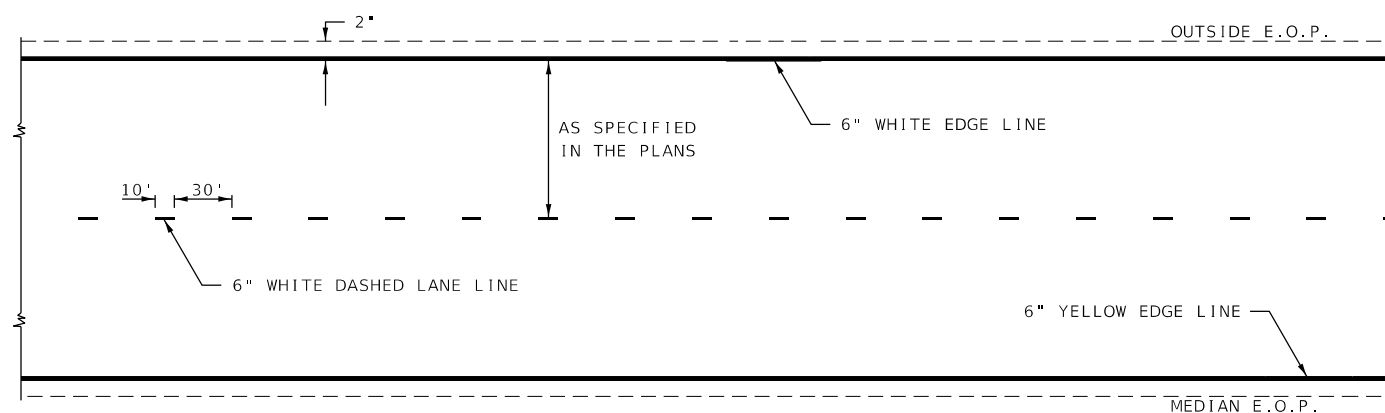 2"
OUTSIDE E.O.P.
6" WHITE EDGE LINE
AS SPECIFIED
IN THE PLANS
10' 30'
6" WHITE DASHED LANE LINE
6" YELLOW EDGE LINE
MEDIAN E.O.P.